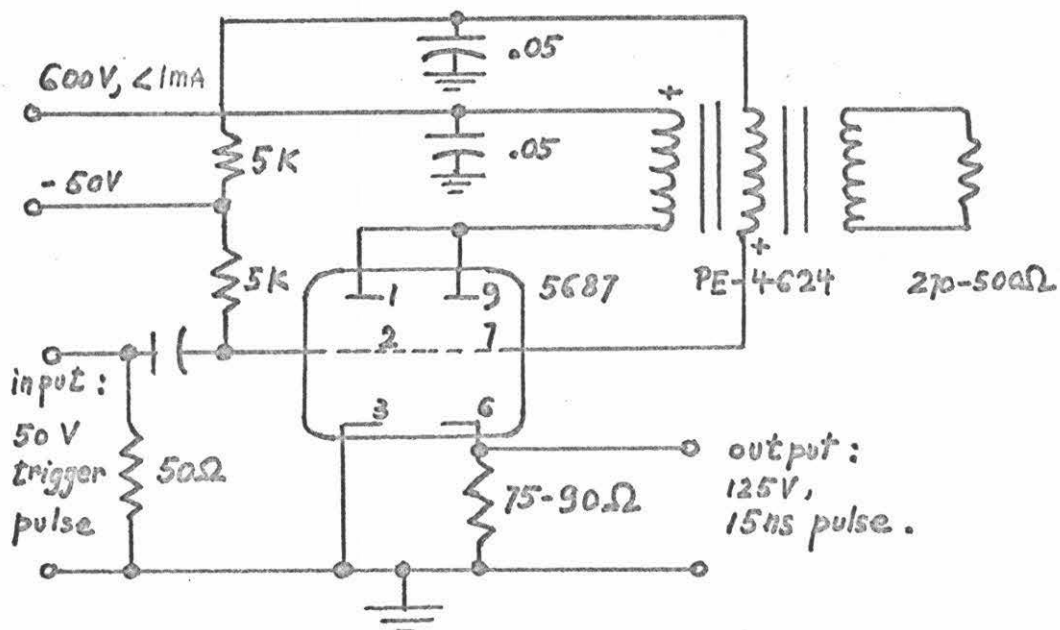 .05
600V, <1mA
+
5K
.05
-50V
5K
1
9
5687
+
PE-4624
270-500Ω
2
7
input:
50 V
trigger
pulse
50Ω
3
6
75-90Ω
output:
125V,
15ns pulse.